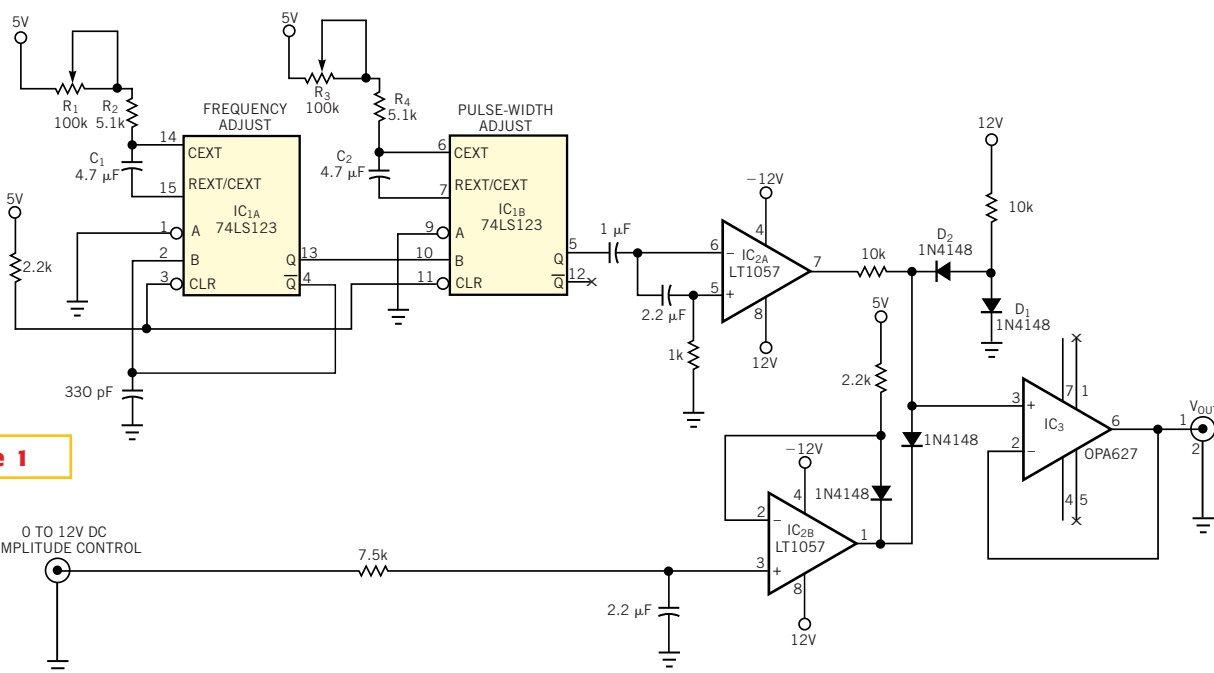 5V
R1
100k
R2
5.1k
C1
4.7 µF
FREQUENCY
ADJUST
14
CEXT
15
REXT/CEXT
IC1A
74LS123
1
A
2
B
3
CLR
Q
13
Q
4
5V
2.2k
330 pF
5V
R3
100k
R4
5.1k
C2
4.7 µF
PULSE-WIDTH
ADJUST
6
CEXT
7
REXT/CEXT
IC1B
74LS123
9
A
10
B
11
CLR
Q
5
Q
12
1 µF
2.2 µF
1k
−12V
4
6
−
IC2A
LT1057
5
+
7
8
12V
10k
D2
1N4148
12V
10k
D1
1N4148
5V
2.2k
1N4148
1N4148
−12V
4
2
−
IC2B
LT1057
3
+
1
8
12V
3
+
IC3
2
−
OPA627
7
1
4
5
6
1
VOUT
2
e 1
0 TO 12V DC
MPLITUDE CONTROL
7.5k
2.2 µF